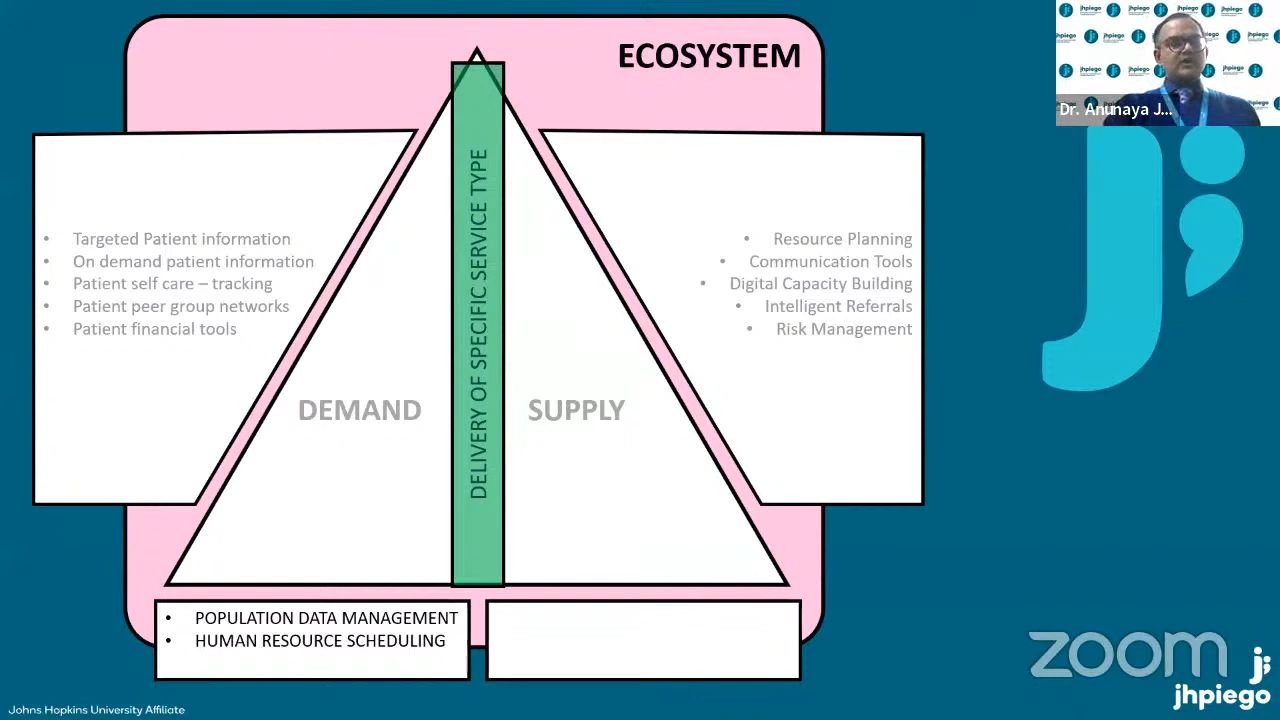 ECOSYSTEM
Targeted Patient information
On demand patient information
Patient self care – tracking
Patient peer group networks
Patient financial tools
DEMAND
DELIVERY OF SPECIFIC SERVICE TYPE
SUPPLY
Resource Planning
Communication Tools
Digital Capacity Building
Intelligent Referrals
Risk Management
POPULATION DATA MANAGEMENT
HUMAN RESOURCE SCHEDULING
jhpiego
Dr. Anunaya J...
zoom
jhpiego
Johns Hopkins University Affiliate